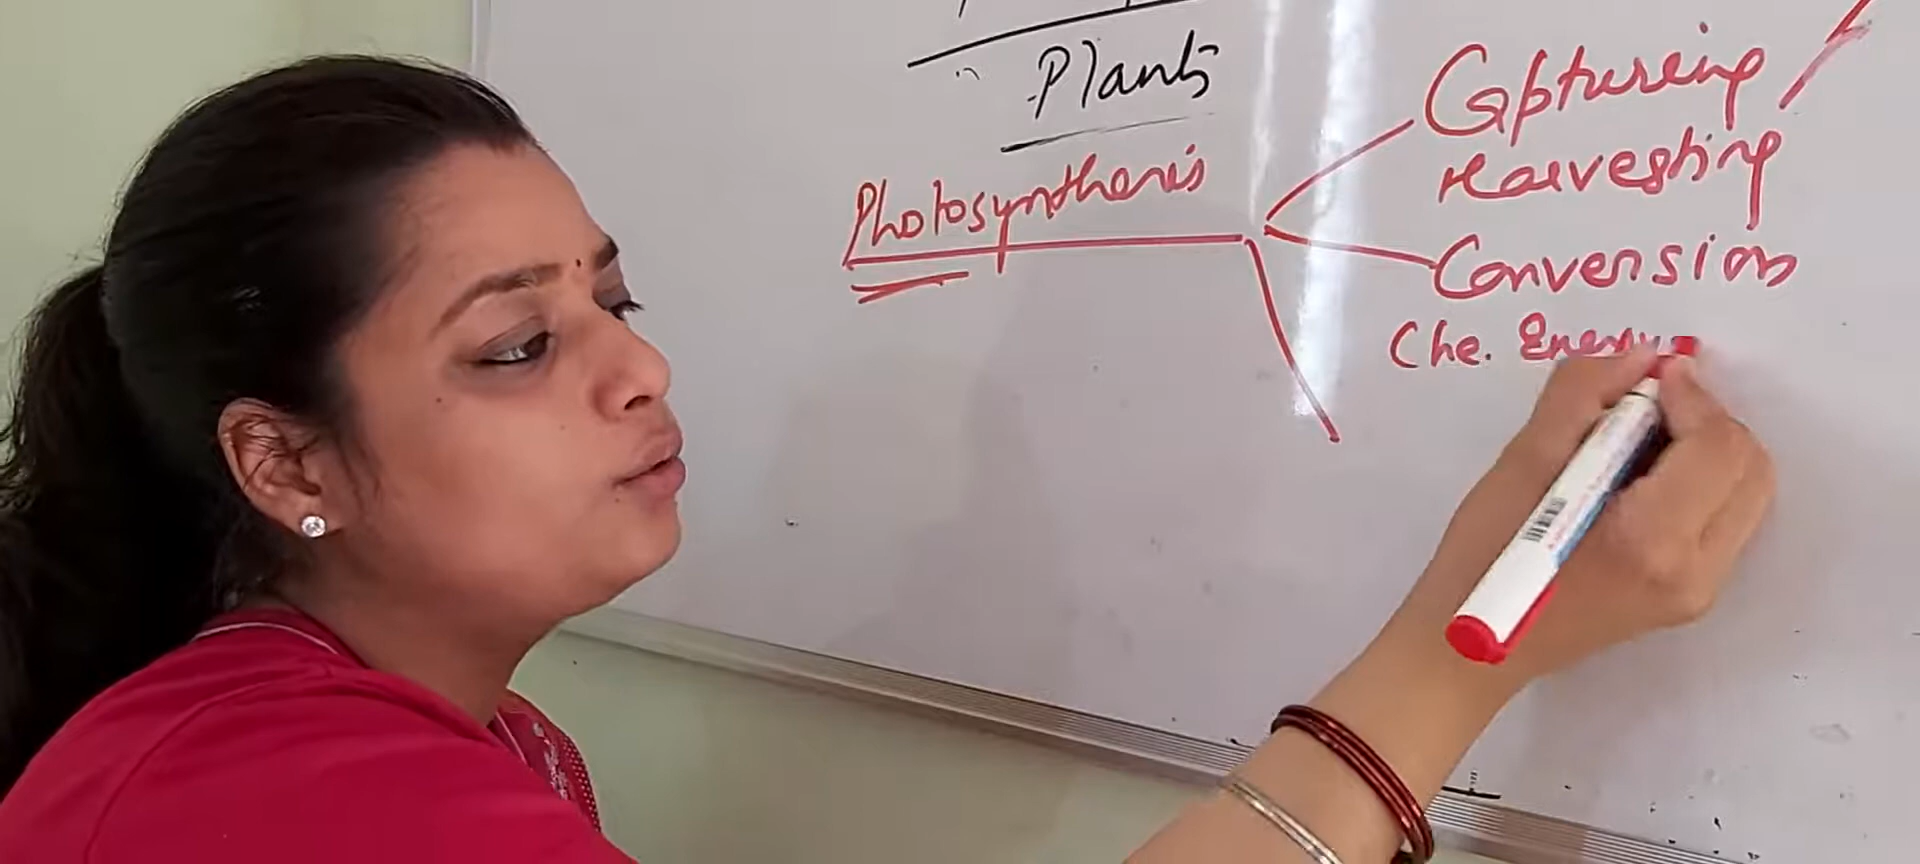 Plants
Photosynthesis
Capturing
Harvesting
Conversion
Che. Energy